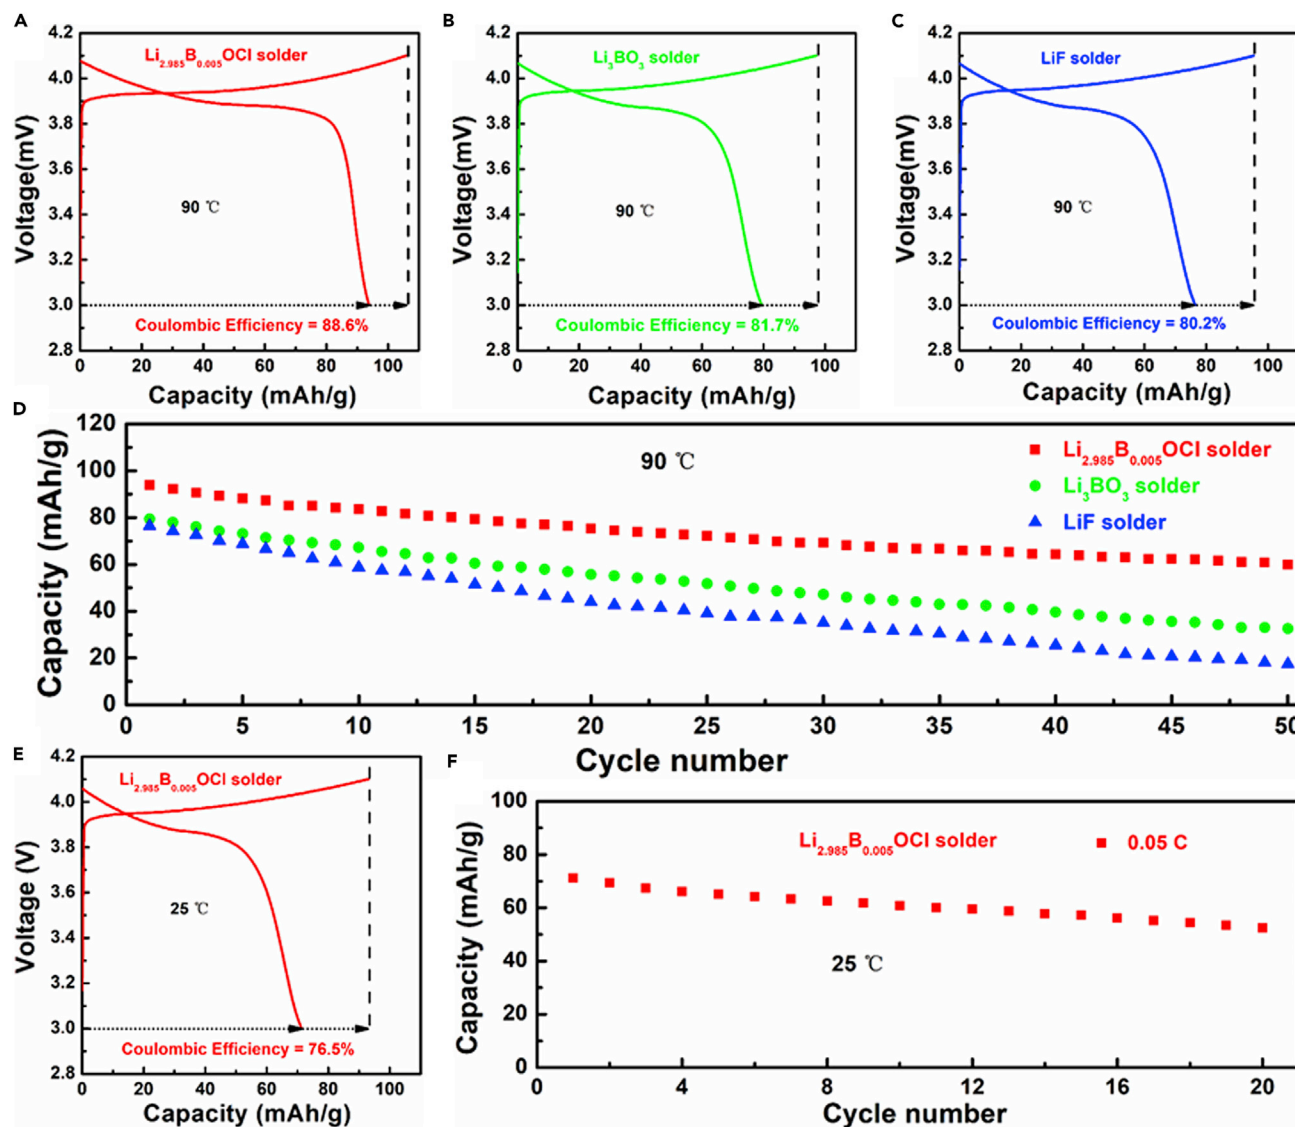 A
4.2
4.0
3.8
3.6
3.4
3.2
3.0
2.8
Voltage(mV)
Li2.985B0.005OCl solder
90 ℃
Coulombic Efficiency = 88.6%
0 20 40 60 80 100
Capacity (mAh/g)
B
4.2
4.0
3.8
3.6
3.4
3.2
3.0
2.8
Voltage(mV)
Li3BO3 solder
90 ℃
Coulombic Efficiency = 81.7%
0 20 40 60 80 100
Capacity (mAh/g)
C
4.2
4.0
3.8
3.6
3.4
3.2
3.0
2.8
Voltage(mV)
LiF solder
90 ℃
Coulombic Efficiency = 80.2%
0 20 40 60 80 100
Capacity (mAh/g)
D
120
100
80
60
40
20
0
Capacity (mAh/g)
90 ℃
Li2.985B0.005OCl solder
Li3BO3 solder
LiF solder
0 5 10 15 20 25 30 35 40 45 50
Cycle number
E
4.2
4.0
3.8
3.6
3.4
3.2
3.0
2.8
Voltage (V)
Li2.985B0.005OCl solder
25 ℃
Coulombic Efficiency = 76.5%
0 20 40 60 80 100
Capacity (mAh/g)
F
100
80
60
40
20
0
Capacity (mAh/g)
Li2.985B0.005OCl solder
0.05 C
25 ℃
0 4 8 12 16 20
Cycle number